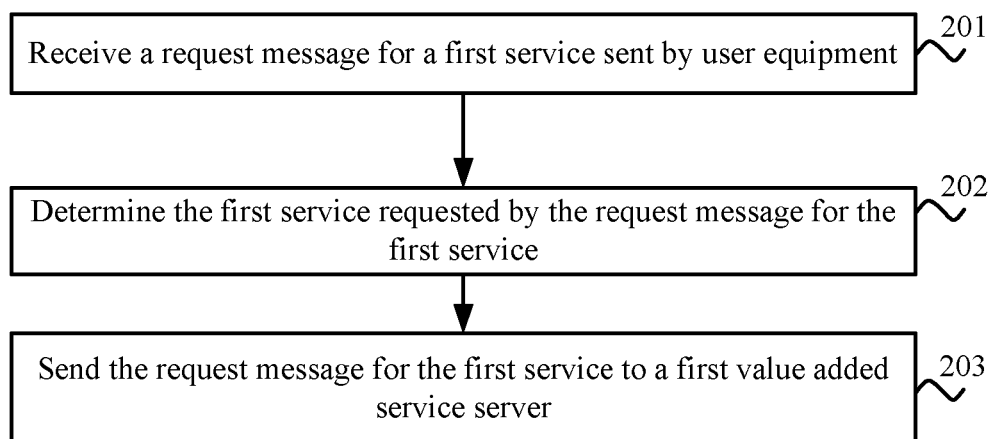 201
Receive a request message for a first service sent by user equipment
202
Determine the first service requested by the request message for the
first service
203
Send the request message for the first service to a first value added
service server